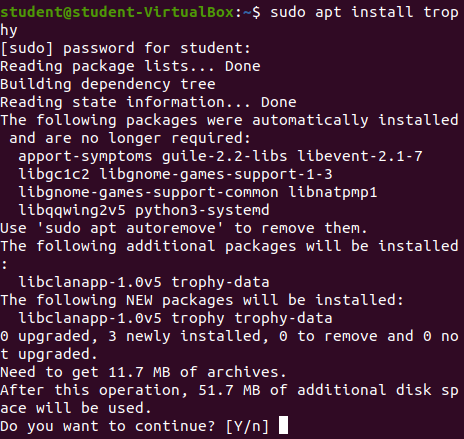 student@student-VirtualBox:~$ sudo apt install trop
hy
[sudo] password for student:
Reading package lists... Done
Building dependency tree
Reading state information... Done
The following packages were automatically installed
 and are no longer required:
  apport-symptoms guile-2.2-libs libevent-2.1-7
  libgc1c2 libgnome-games-support-1-3
  libgnome-games-support-common libnatpmp1
  libqqwing2v5 python3-systemd
Use 'sudo apt autoremove' to remove them.
The following additional packages will be installed
:
  libclanapp-1.0v5 trophy-data
The following NEW packages will be installed:
  libclanapp-1.0v5 trophy trophy-data
0 upgraded, 3 newly installed, 0 to remove and 0 no
t upgraded.
Need to get 11.7 MB of archives.
After this operation, 51.7 MB of additional disk sp
ace will be used.
Do you want to continue? [Y/n]